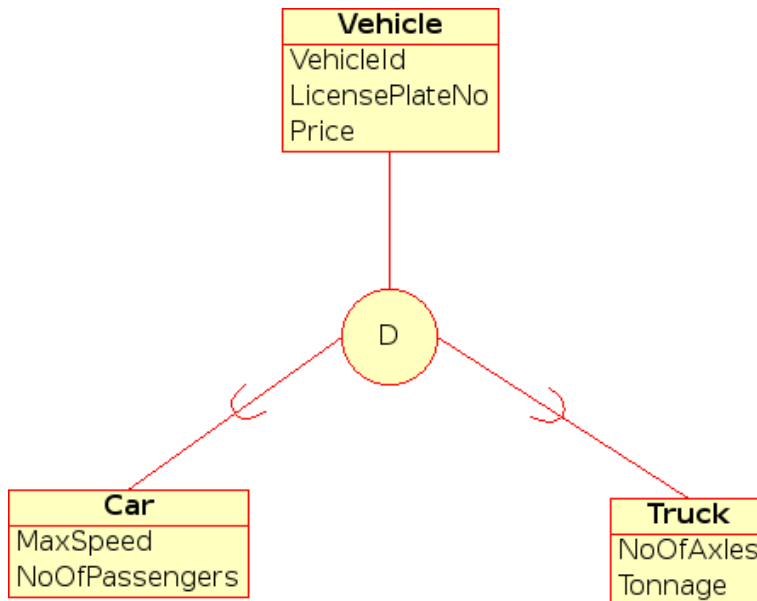 Vehicle
VehicleId
LicensePlateNo
Price
D
Car
MaxSpeed
NoOfPassengers
Truck
NoOfAxles
Tonnage